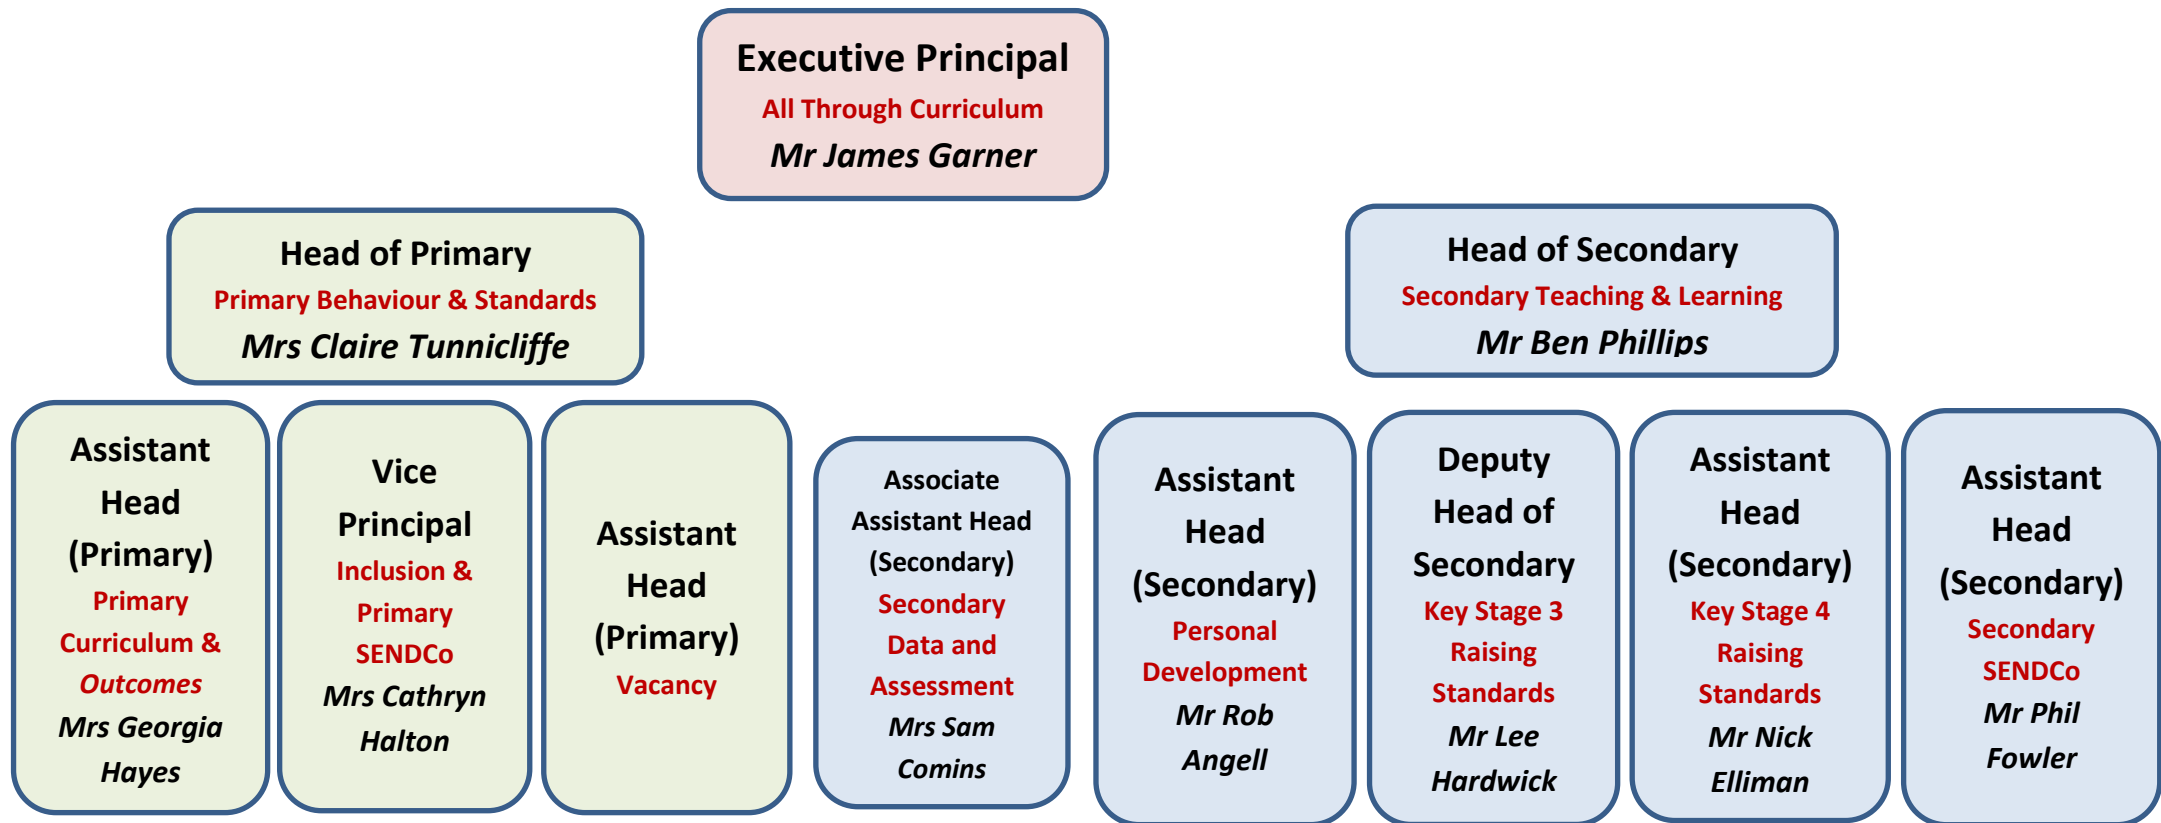 Executive Principal
All Through Curriculum
Mr James Garner
Head of Primary
Primary Behaviour & Standards
Mrs Claire Tunnicliffe
Head of Secondary
Secondary Teaching & Learning
Mr Ben Phillips
Assistant
Head
(Primary)
Primary
Curriculum &
Outcomes
Mrs Georgia
Hayes
Vice
Principal
Inclusion &
Primary
SENDCo
Mrs Cathryn
Halton
Assistant
Head
(Primary)
Vacancy
Associate
Assistant Head
(Secondary)
Secondary
Data and
Assessment
Mrs Sam
Comins
Assistant
Head
(Secondary)
Personal
Development
Mr Rob
Angell
Deputy
Head of
Secondary
Key Stage 3
Raising
Standards
Mr Lee
Hardwick
Assistant
Head
(Secondary)
Key Stage 4
Raising
Standards
Mr Nick
Elliman
Assistant
Head
(Secondary)
Secondary
SENDCo
Mr Phil
Fowler